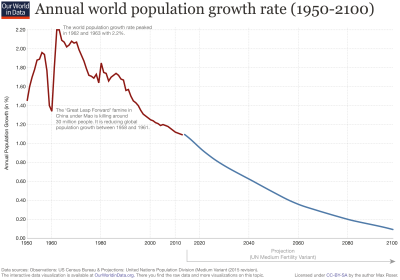 Our World
in Data
Annual world population growth rate (1950-2100)
The world population growth rate peaked
in 1962 and 1963 with 2.2%.
The 'Great Leap Forward' famine in
China under Mao is killing around
30 million people. It is reducing global
population growth between 1958 and 1961.
Annual Population Growth (in %)
2.20
2.00
1.80
1.60
1.40
1.20
1.00
0.80
0.60
0.40
0.20
0.00
1950
1960
1980
2000
2020
2040
2060
2080
2100
Projection
(UN Medium Fertility Variant)
Data sources: Observations: US Census Bureau & Projections: United Nations Population Division (Medium Variant (2015 revision).
The interactive data visualisation is available at OurWorldinData.org. There you find the raw data and more visualisations on this topic.
Licensed under CC-BY-SA by the author Max Roser.